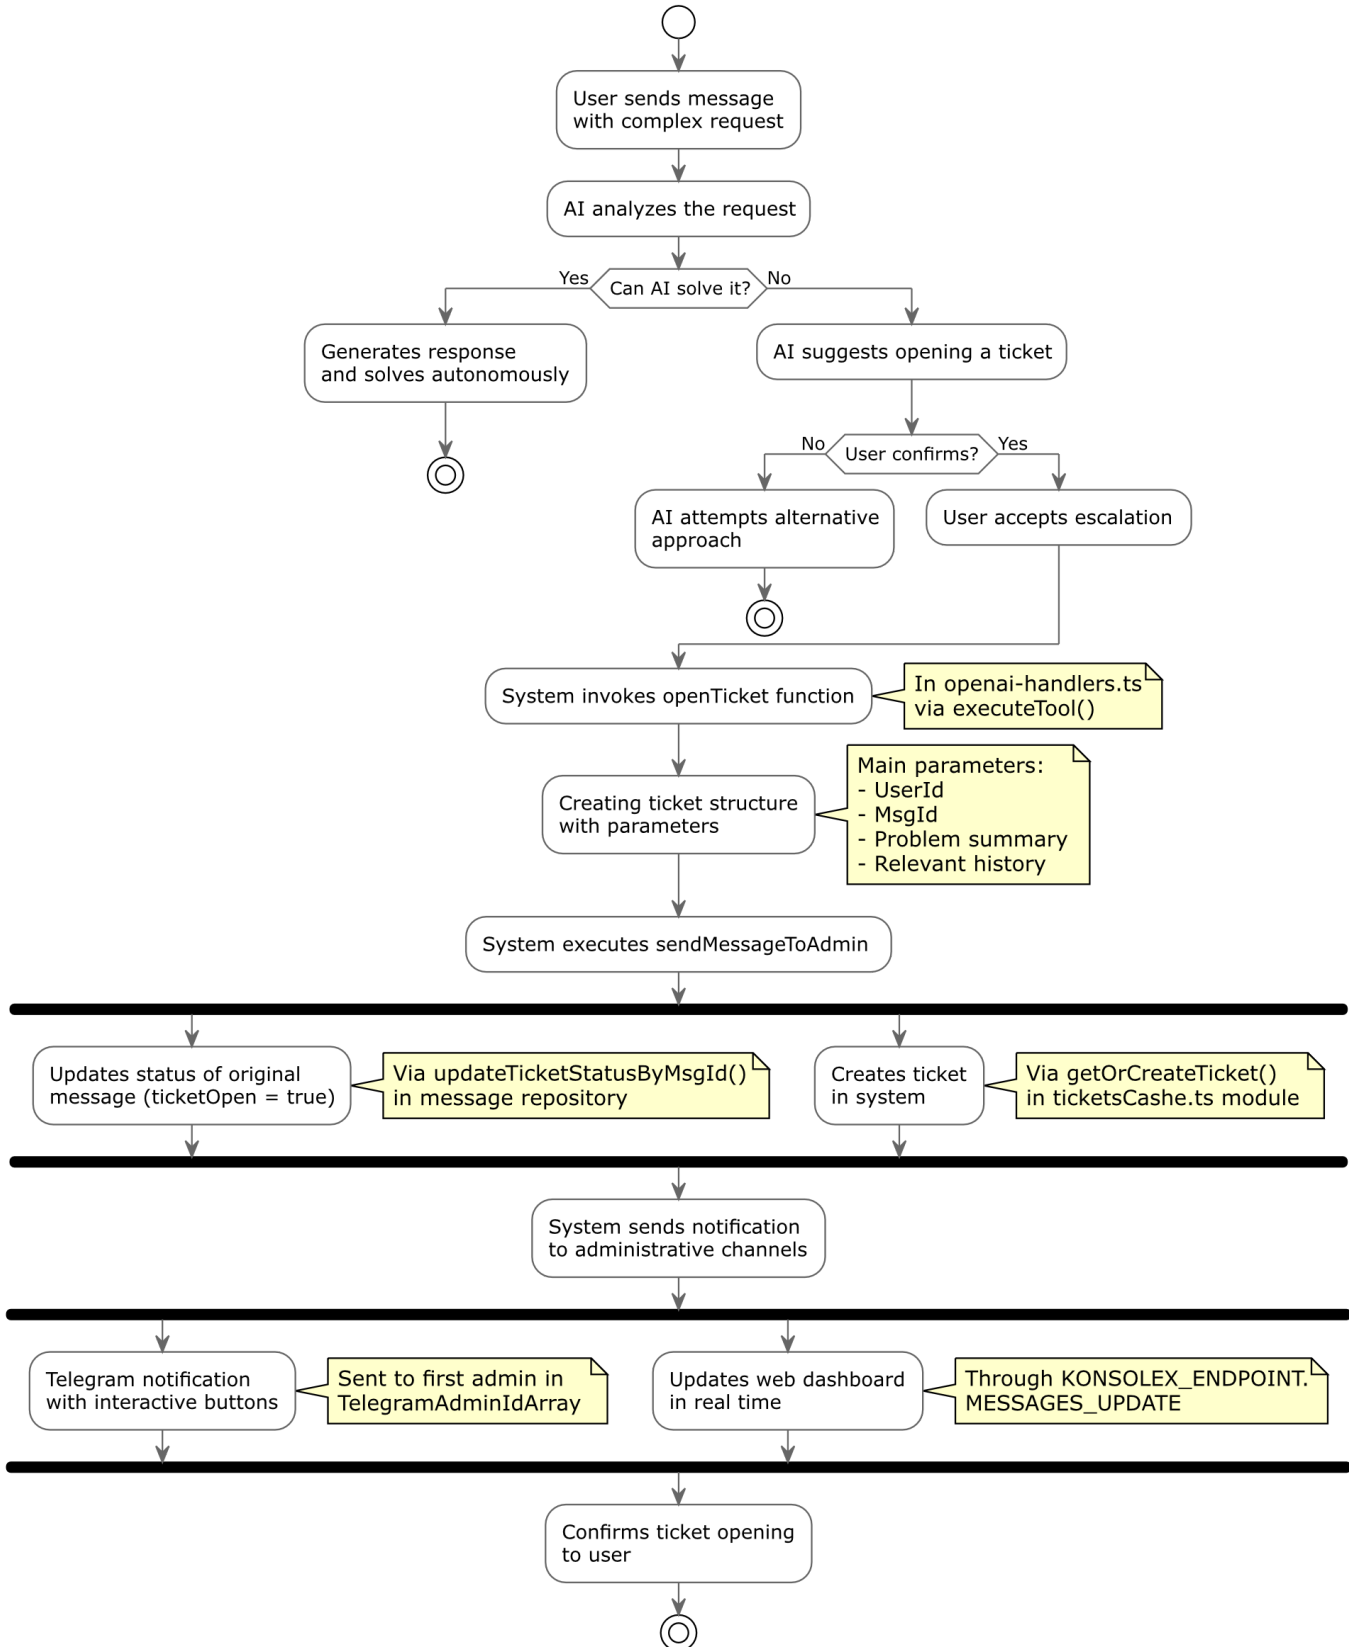 User sends message
with complex request
AI analyzes the request
Yes
Can AI solve it?
No
Generates response
and solves autonomously
AI suggests opening a ticket
No
User confirms?
Yes
AI attempts alternative
approach
User accepts escalation
System invokes openTicket function
In openai-handlers.ts
via executeTool()
Creating ticket structure
with parameters
Main parameters:
- UserId
- MsgId
- Problem summary
- Relevant history
System executes sendMessageToAdmin
Updates status of original
message (ticketOpen = true)
Via updateTicketStatusByMsgId()
in message repository
Creates ticket
in system
Via getOrCreateTicket()
in ticketsCashe.ts module
System sends notification
to administrative channels
Telegram notification
with interactive buttons
Sent to first admin in
TelegramAdminIdArray
Updates web dashboard
in real time
Through KONSOLEX_ENDPOINT.
MESSAGES_UPDATE
Confirms ticket opening
to user